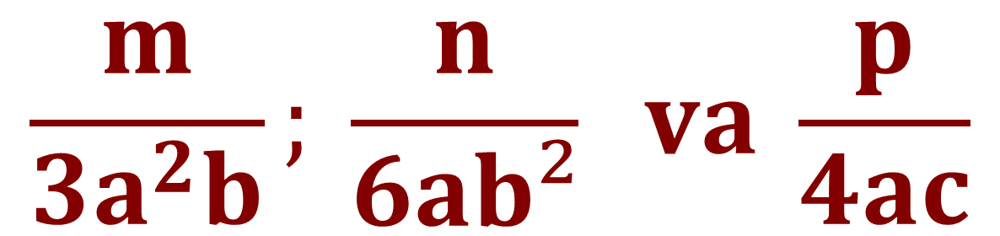 m/3a²b ; n/6ab² va p/4ac